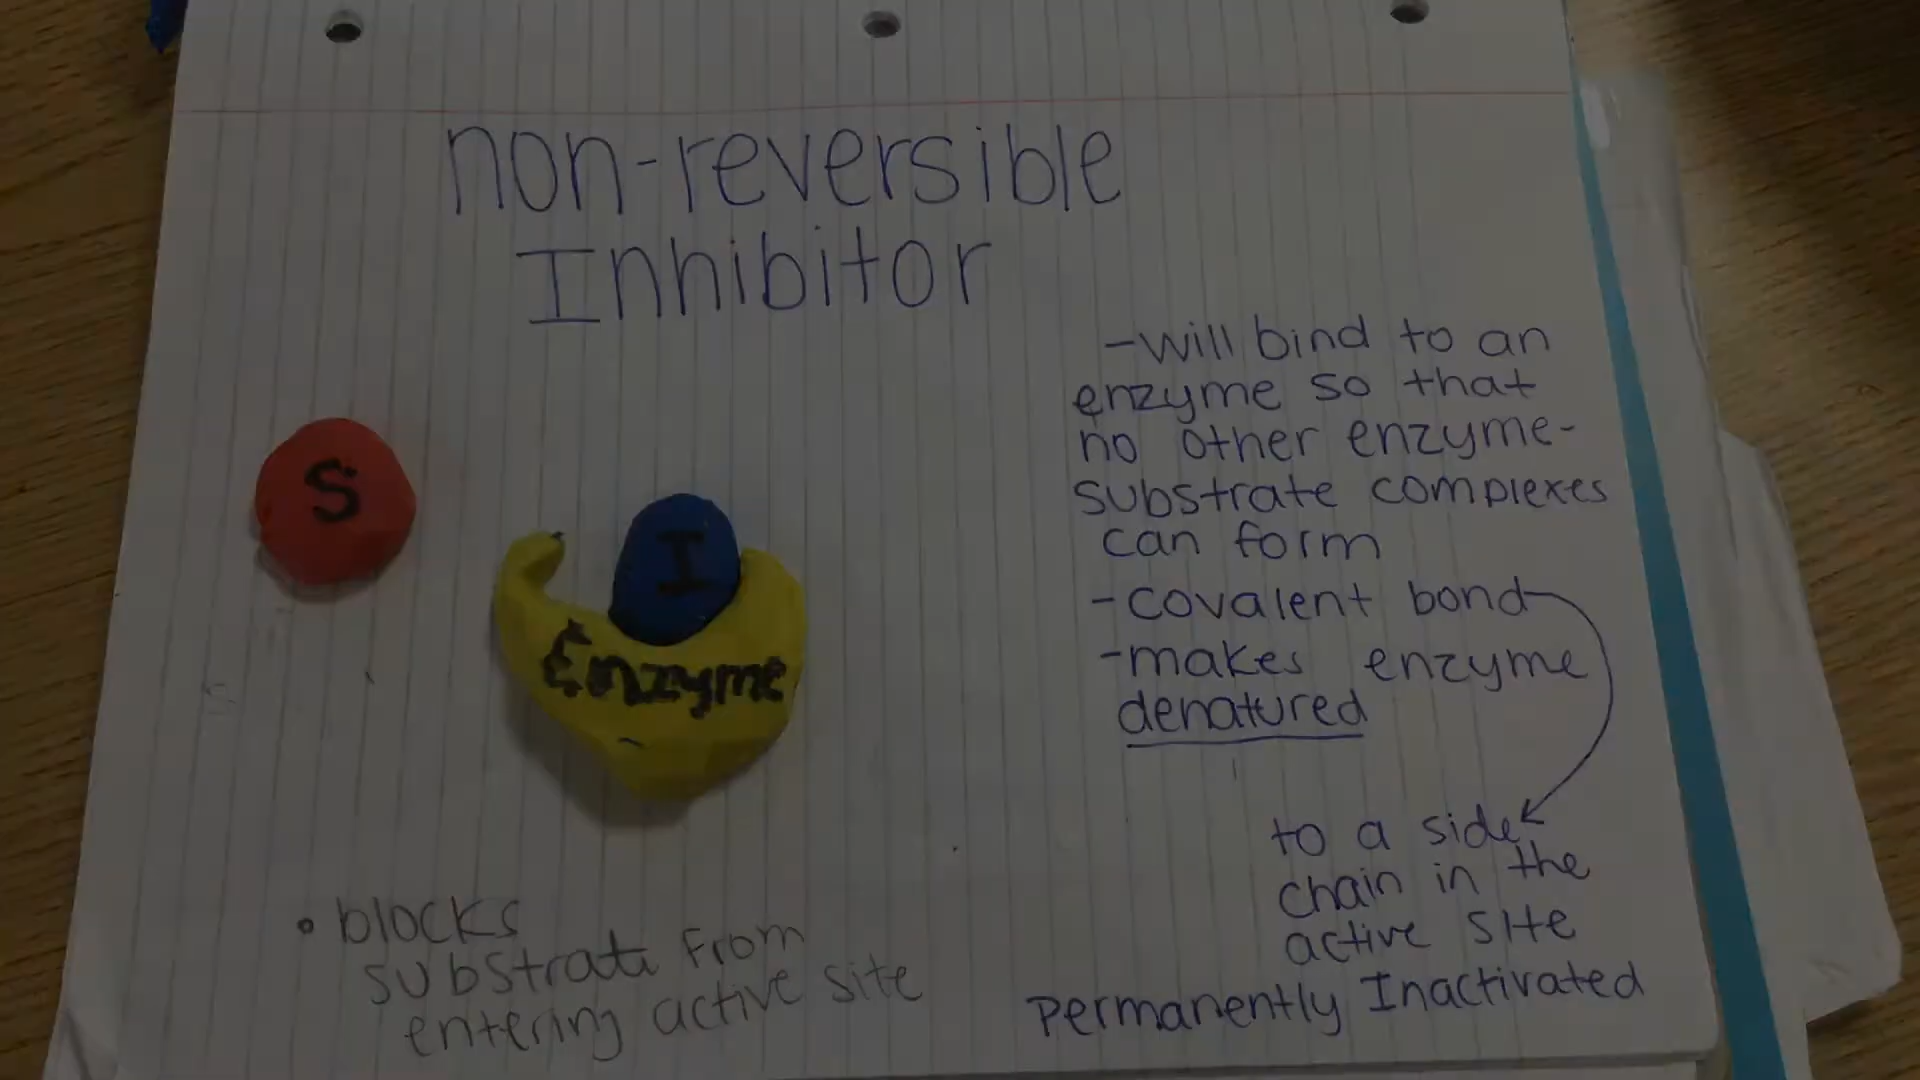 non-reversible
Inhibitor
S
I
Enzyme
-will bind to an
enzyme so that
no other enzyme-
substrate complexes
can form
-covalent bond
-makes enzyme
denatured
to a side
chain in the
active site
Permanently Inactivated
• blocks
substrate from
entering active site